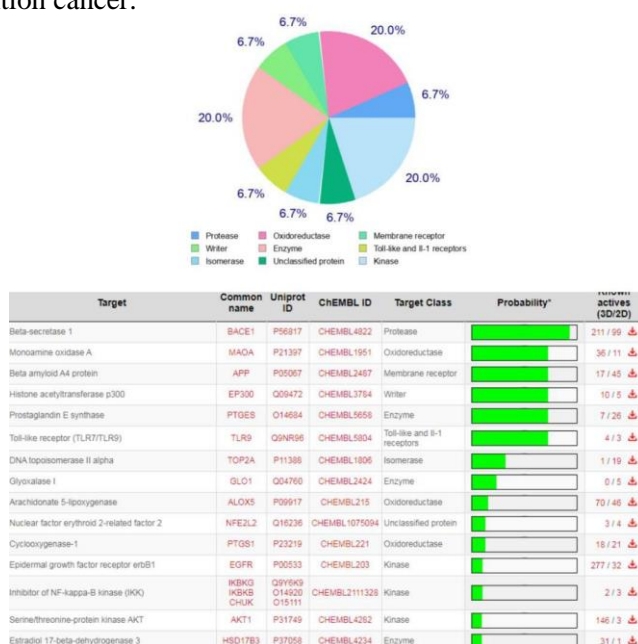 tion cancer.
6.7%
20.0%
6.7%
6.7%
20.0%
20.0%
6.7%
6.7%
6.7%
Protease Oxidoreductase Membrane receptor
Writer Enzyme Toll-like and Il-1 receptors
Isomerase Unclassified protein Kinase
Target Common name Uniprot ID ChEMBL ID Target Class Probability* Known actives (3D/2D)
Beta-secretase 1 BACE1 P56817 CHEMBL4822 Protease 211 / 99
Monoamine oxidase A MAOA P21397 CHEMBL1951 Oxidoreductase 36 / 11
Beta amyloid A4 protein APP P05067 CHEMBL2487 Membrane receptor 17 / 45
Histone acetyltransferase p300 EP300 Q09472 CHEMBL3784 Writer 10 / 5
Prostaglandin E synthase PTGES O14684 CHEMBL5658 Enzyme 7 / 26
Toll-like receptor (TLR7/TLR9) TLR9 Q9NR96 CHEMBL5804 Toll-like and Il-1 receptors 4 / 3
DNA topoisomerase II alpha TOP2A P11388 CHEMBL1806 Isomerase 1 / 19
Glyoxalase I GLO1 Q04760 CHEMBL2424 Enzyme 0 / 5
Arachidonate 5-lipoxygenase ALOX5 P09917 CHEMBL215 Oxidoreductase 70 / 46
Nuclear factor erythroid 2-related factor 2 NFE2L2 Q16236 CHEMBL1075094 Unclassified protein 3 / 4
Cyclooxygenase-1 PTGS1 P23219 CHEMBL221 Oxidoreductase 18 / 21
Epidermal growth factor receptor erbB1 EGFR P00533 CHEMBL203 Kinase 277 / 32
Inhibitor of NF-kappa-B kinase (IKK) IKBKG IKBKB CHUK Q9Y6K9 O14920 O15111 CHEMBL2111328 Kinase 2 / 3
Serine/threonine-protein kinase AKT AKT1 P31749 CHEMBL4282 Kinase 146 / 3
Estradiol 17-beta-dehydrogenase 3 HSD17B3 P37058 CHEMBL4234 Enzyme 31 / 1